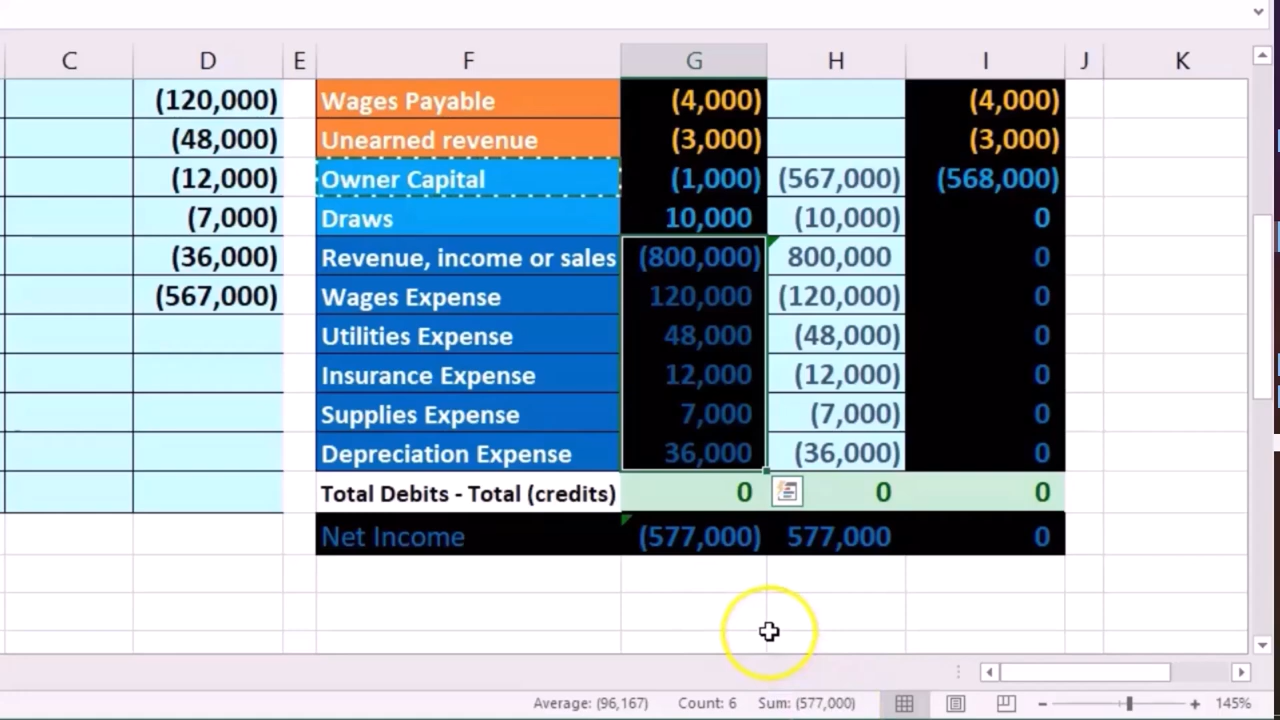 C D E F G H I J K
(120,000) Wages Payable (4,000) (4,000)
(48,000) Unearned revenue (3,000) (3,000)
(12,000) Owner Capital (1,000) (567,000) (568,000)
(7,000) Draws 10,000 (10,000) 0
(36,000) Revenue, income or sales (800,000) 800,000 0
(567,000) Wages Expense 120,000 (120,000) 0
Utilities Expense 48,000 (48,000) 0
Insurance Expense 12,000 (12,000) 0
Supplies Expense 7,000 (7,000) 0
Depreciation Expense 36,000 (36,000) 0
Total Debits - Total (credits) 0 0 0
Net Income (577,000) 577,000 0
Average: (96,167) Count: 6 Sum: (577,000) 145%